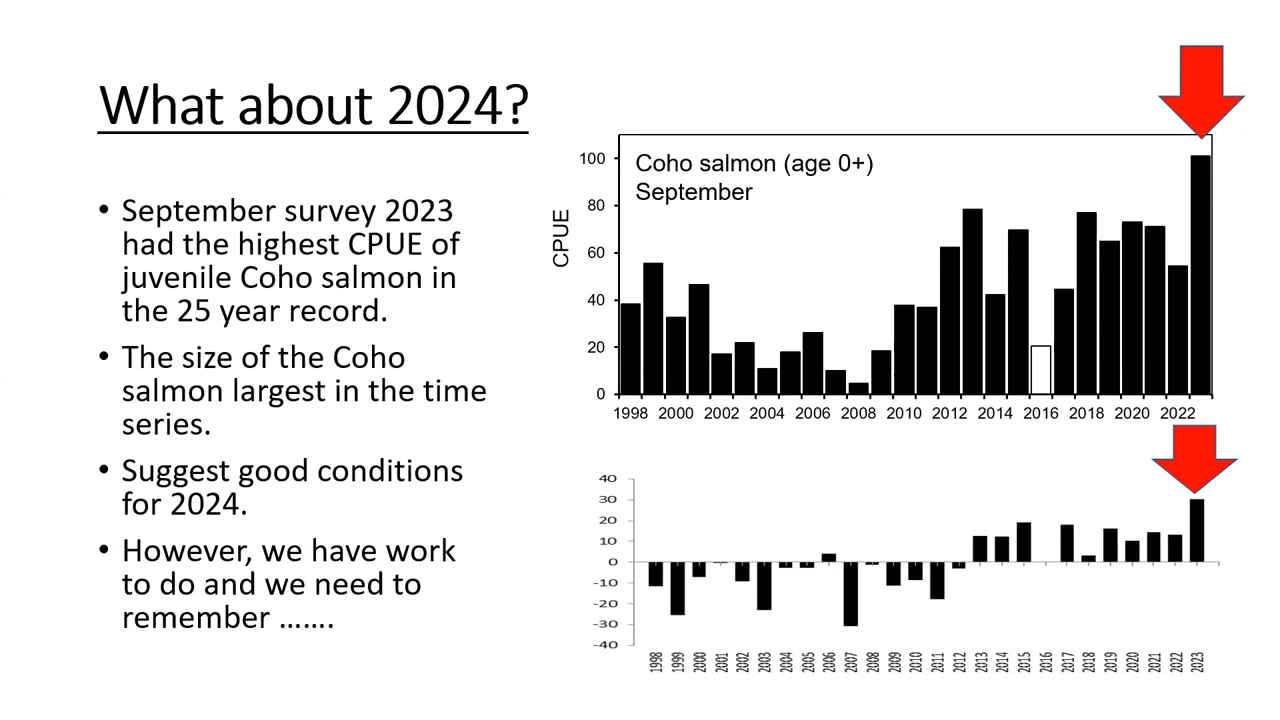 What about 2024?
• September survey 2023
had the highest CPUE of
juvenile Coho salmon in
the 25 year record.
• The size of the Coho
salmon largest in the time
series.
• Suggest good conditions
for 2024.
• However, we have work
to do and we need to
remember …….
Coho salmon (age 0+)
September
CPUE
100
80
60
40
20
0
1998 2000 2002 2004 2006 2008 2010 2012 2014 2016 2018 2020 2022
40
30
20
10
0
-10
-20
-30
-40
1998 1999 2000 2001 2002 2003 2004 2005 2006 2007 2008 2009 2010 2011 2012 2013 2014 2015 2016 2017 2018 2019 2020 2021 2022 2023